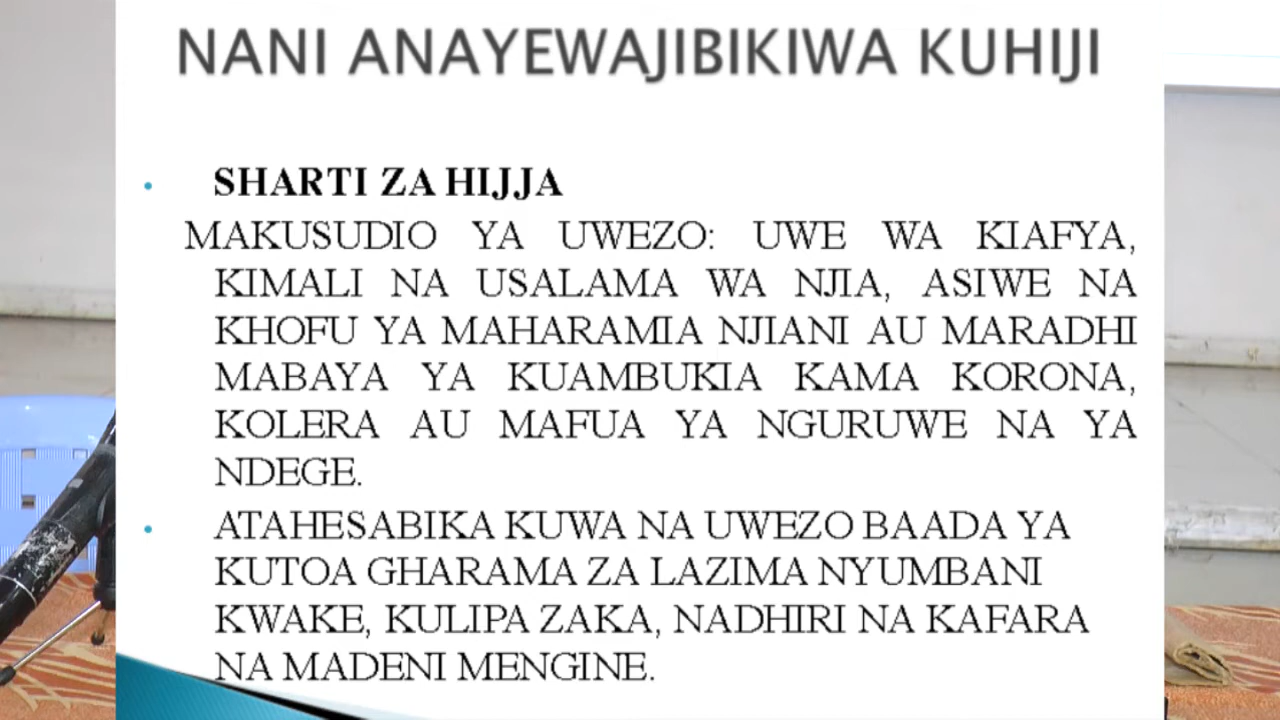 NANI ANAYEWAJIBIKIWA KUHIJI
• SHARTI ZA HIJJA
MAKUSUDIO YA UWEZO: UWE WA KIAFYA,
KIMALI NA USALAMA WA NJIA, ASIWE NA
KHOFU YA MAHARAMIA NJIANI AU MARADHI
MABAYA YA KUAMBUKIA KAMA KORONA,
KOLERA AU MAFUA YA NGURUWE NA YA
NDEGE.
• ATAHESABIKA KUWA NA UWEZO BAADA YA
KUTOA GHARAMA ZA LAZIMA NYUMBANI
KWAKE, KULIPA ZAKA, NADHIRI NA KAFARA
NA MADENI MENGINE.